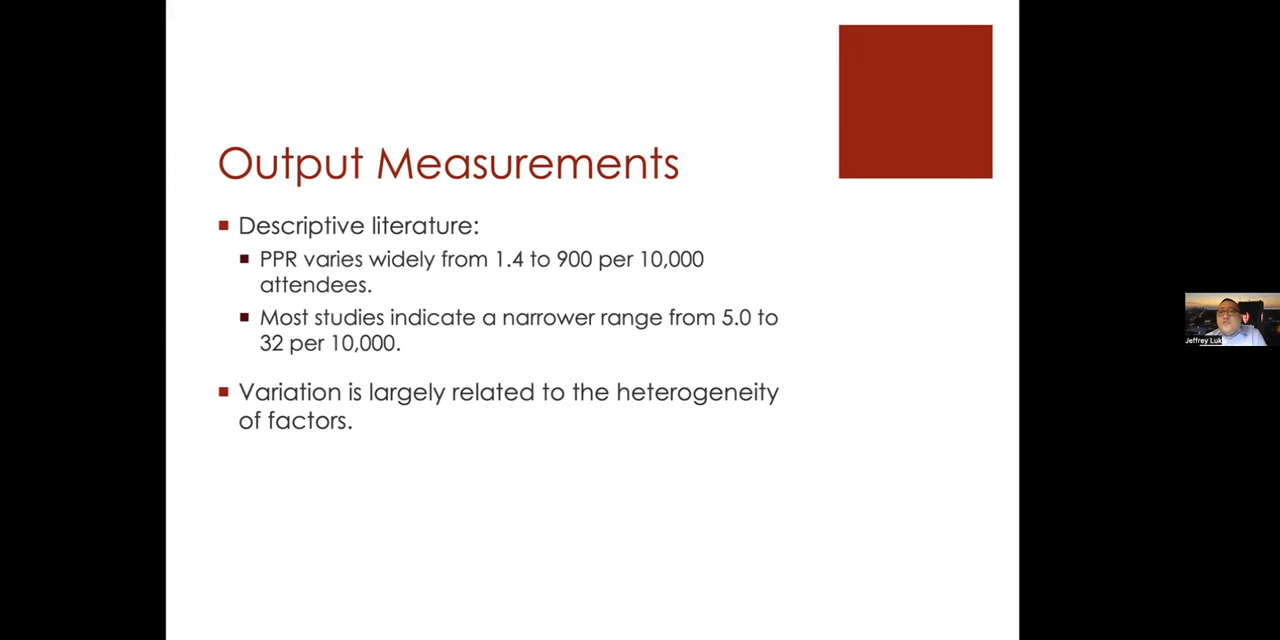 Output Measurements
Descriptive literature:
PPR varies widely from 1.4 to 900 per 10,000
attendees.
Most studies indicate a narrower range from 5.0 to
32 per 10,000.
Variation is largely related to the heterogeneity
of factors.
Jeffrey Luk